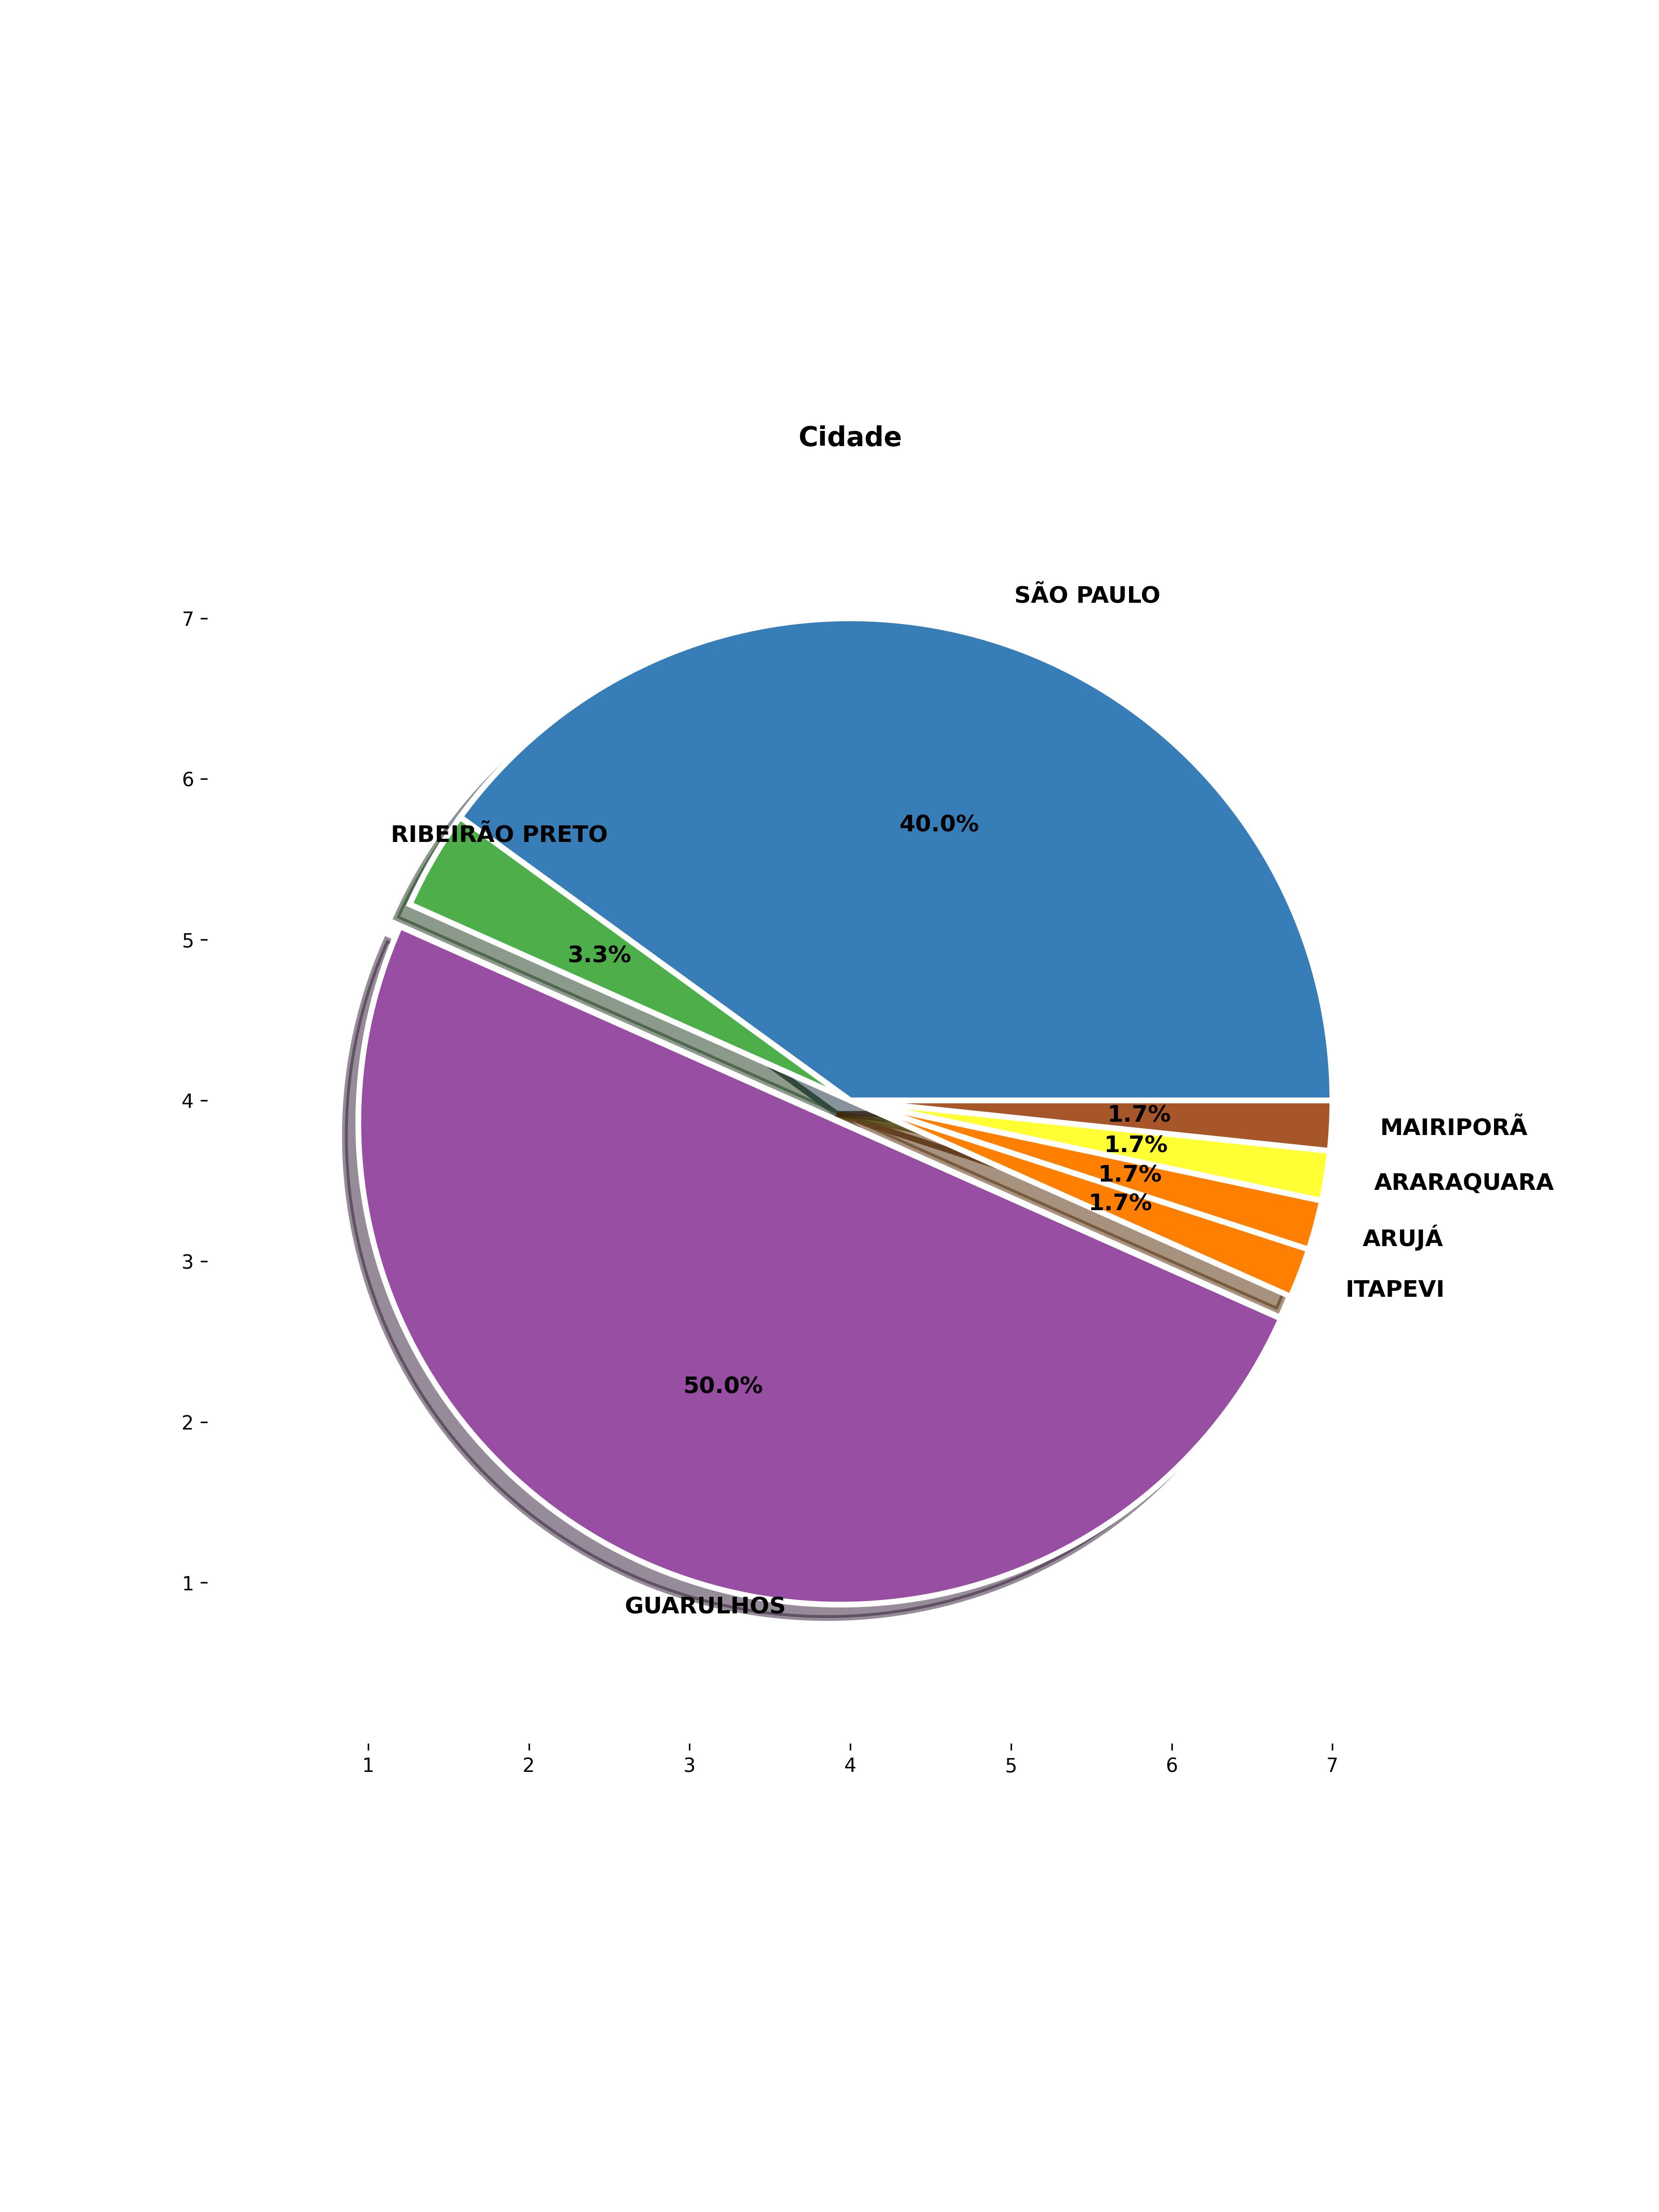 Cidade
SÃO PAULO
7
6
40.0%
RIBEIRÃO PRETO
5
3.3%
4
1.7%
MAIRIPORÃ
1.7%
1.7%
ARARAQUARA
1.7%
ARUJÁ
3
ITAPEVI
50.0%
2
1
GUARULHOS
1 2 3 4 5 6 7